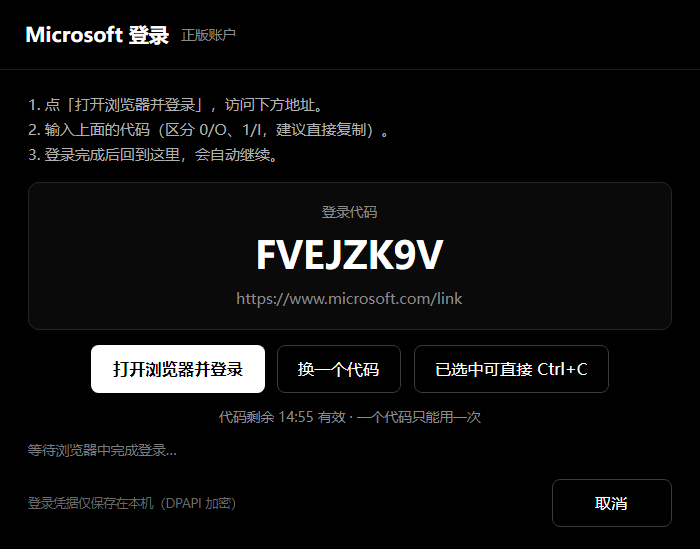 Microsoft 登录 正版账户
1. 点「打开浏览器并登录」，访问下方地址。
2. 输入上面的代码（区分 0/O、1/I，建议直接复制）。
3. 登录完成后回到这里，会自动继续。
登录代码
FVEJZK9V
https://www.microsoft.com/link
打开浏览器并登录 换一个代码 已选中可直接 Ctrl+C
代码剩余 14:55 有效 · 一个代码只能用一次
等待浏览器中完成登录...
登录凭据仅保存在本机（DPAPI 加密） 取消